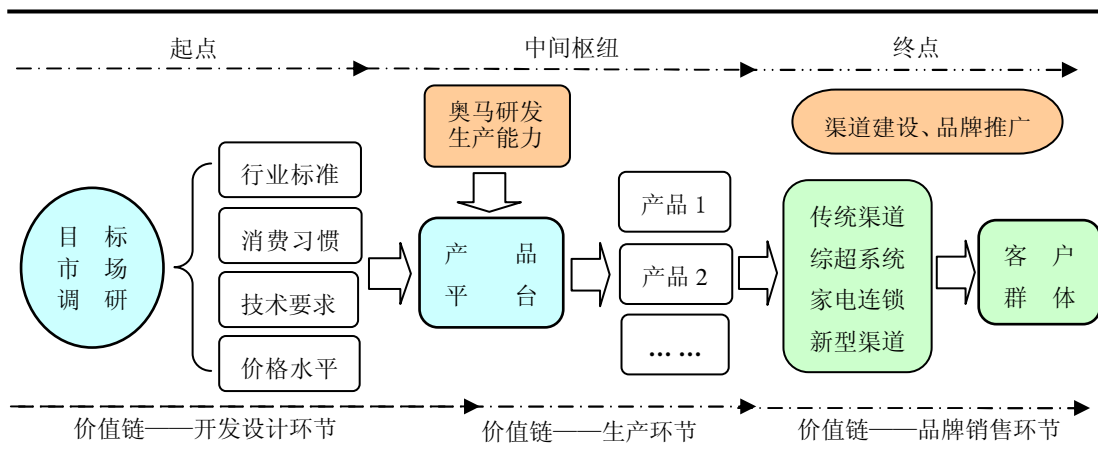 起点
中间枢纽
终点
奥马研发
生产能力
渠道建设、品牌推广
目 标
市 场
调 研
行业标准
消费习惯
技术要求
价格水平
产 品
平 台
产品 1
产品 2
... ...
传统渠道
综超系统
家电连锁
新型渠道
客 户
群 体
价值链——开发设计环节
价值链——生产环节
价值链——品牌销售环节